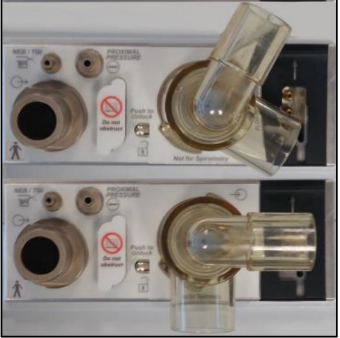 NEB / TGI
PROXIMAL
PRESSURE
Do not
obstruct
Push to
Unlock
Not for Spirometry
NEB / TGI
PROXIMAL
PRESSURE
Do not
obstruct
Push to
Unlock